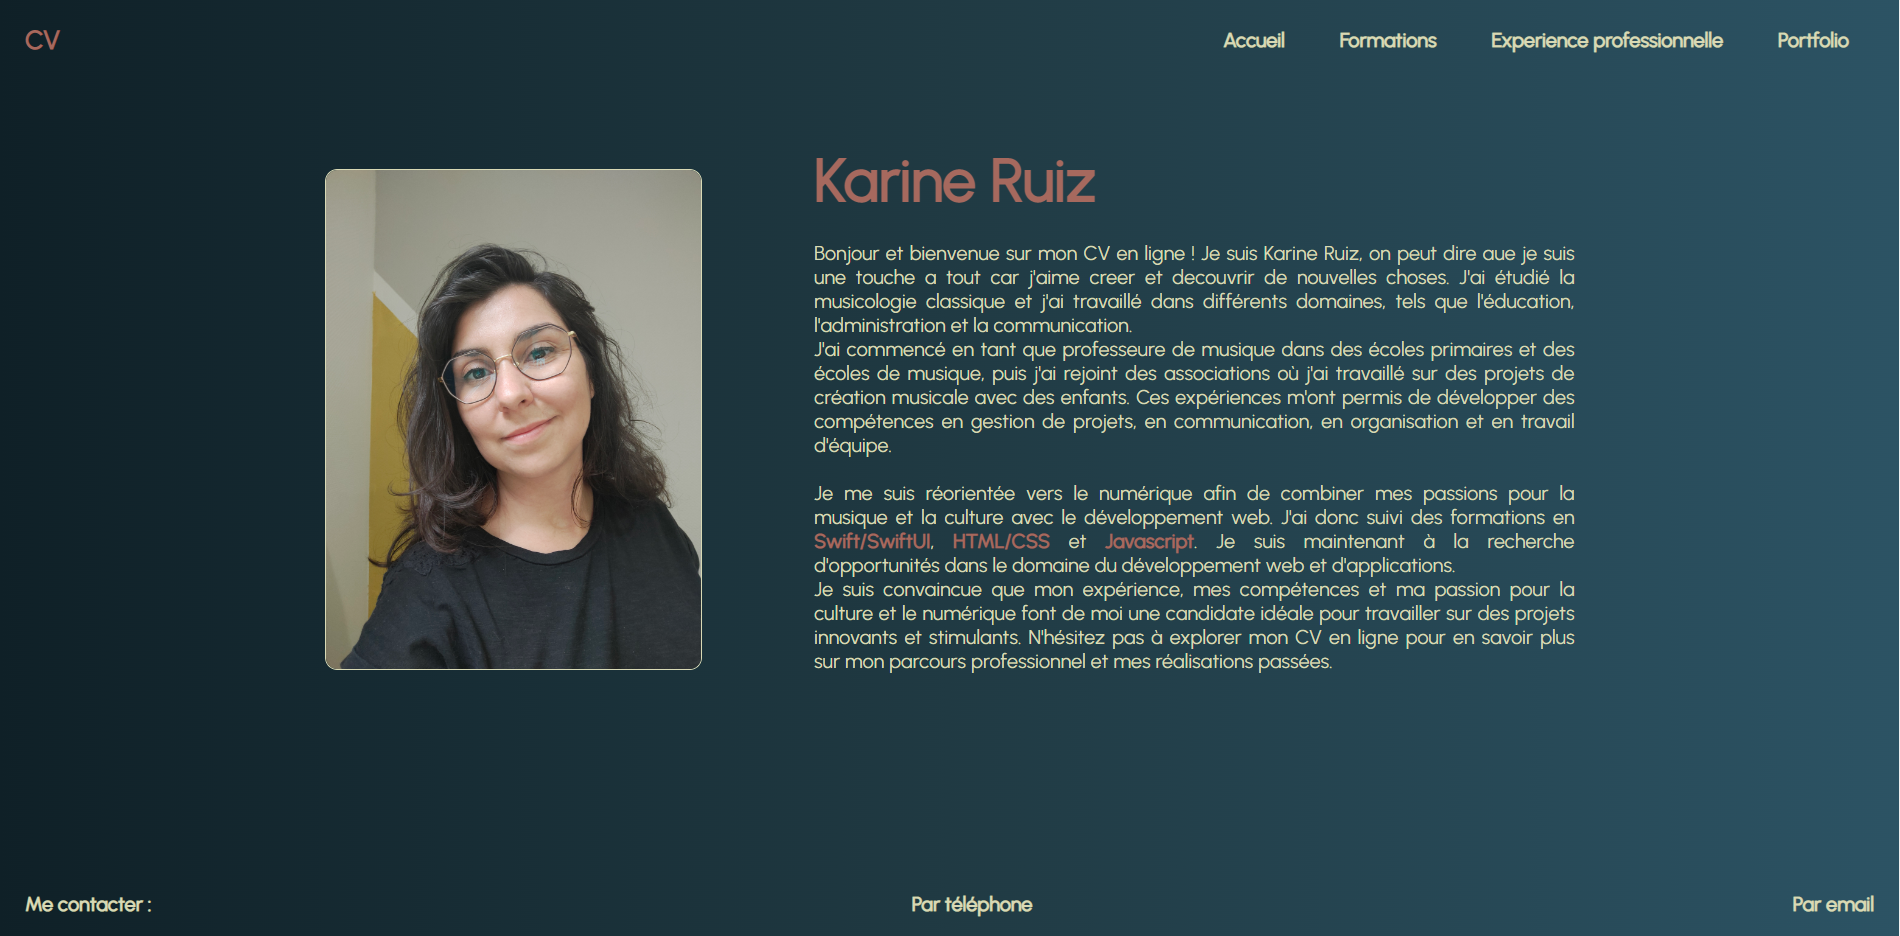 CV
Accueil
Formations
Experience professionnelle
Portfolio
Karine Ruiz
Bonjour et bienvenue sur mon CV en ligne ! Je suis Karine Ruiz, on peut dire aue je suis
une touche a tout car j'aime creer et decouvrir de nouvelles choses. J'ai étudié la
musicologie classique et j'ai travaillé dans différents domaines, tels que l'éducation,
l'administration et la communication.
J'ai commencé en tant que professeure de musique dans des écoles primaires et des
écoles de musique, puis j'ai rejoint des associations où j'ai travaillé sur des projets de
création musicale avec des enfants. Ces expériences m'ont permis de développer des
compétences en gestion de projets, en communication, en organisation et en travail
d'équipe.
Je me suis réorientée vers le numérique afin de combiner mes passions pour la
musique et la culture avec le développement web. J'ai donc suivi des formations en
Swift/SwiftUI, HTML/CSS et Javascript. Je suis maintenant à la recherche
d'opportunités dans le domaine du développement web et d'applications.
Je suis convaincue que mon expérience, mes compétences et ma passion pour la
culture et le numérique font de moi une candidate idéale pour travailler sur des projets
innovants et stimulants. N'hésitez pas à explorer mon CV en ligne pour en savoir plus
sur mon parcours professionnel et mes réalisations passées.
Me contacter :
Par téléphone
Par email